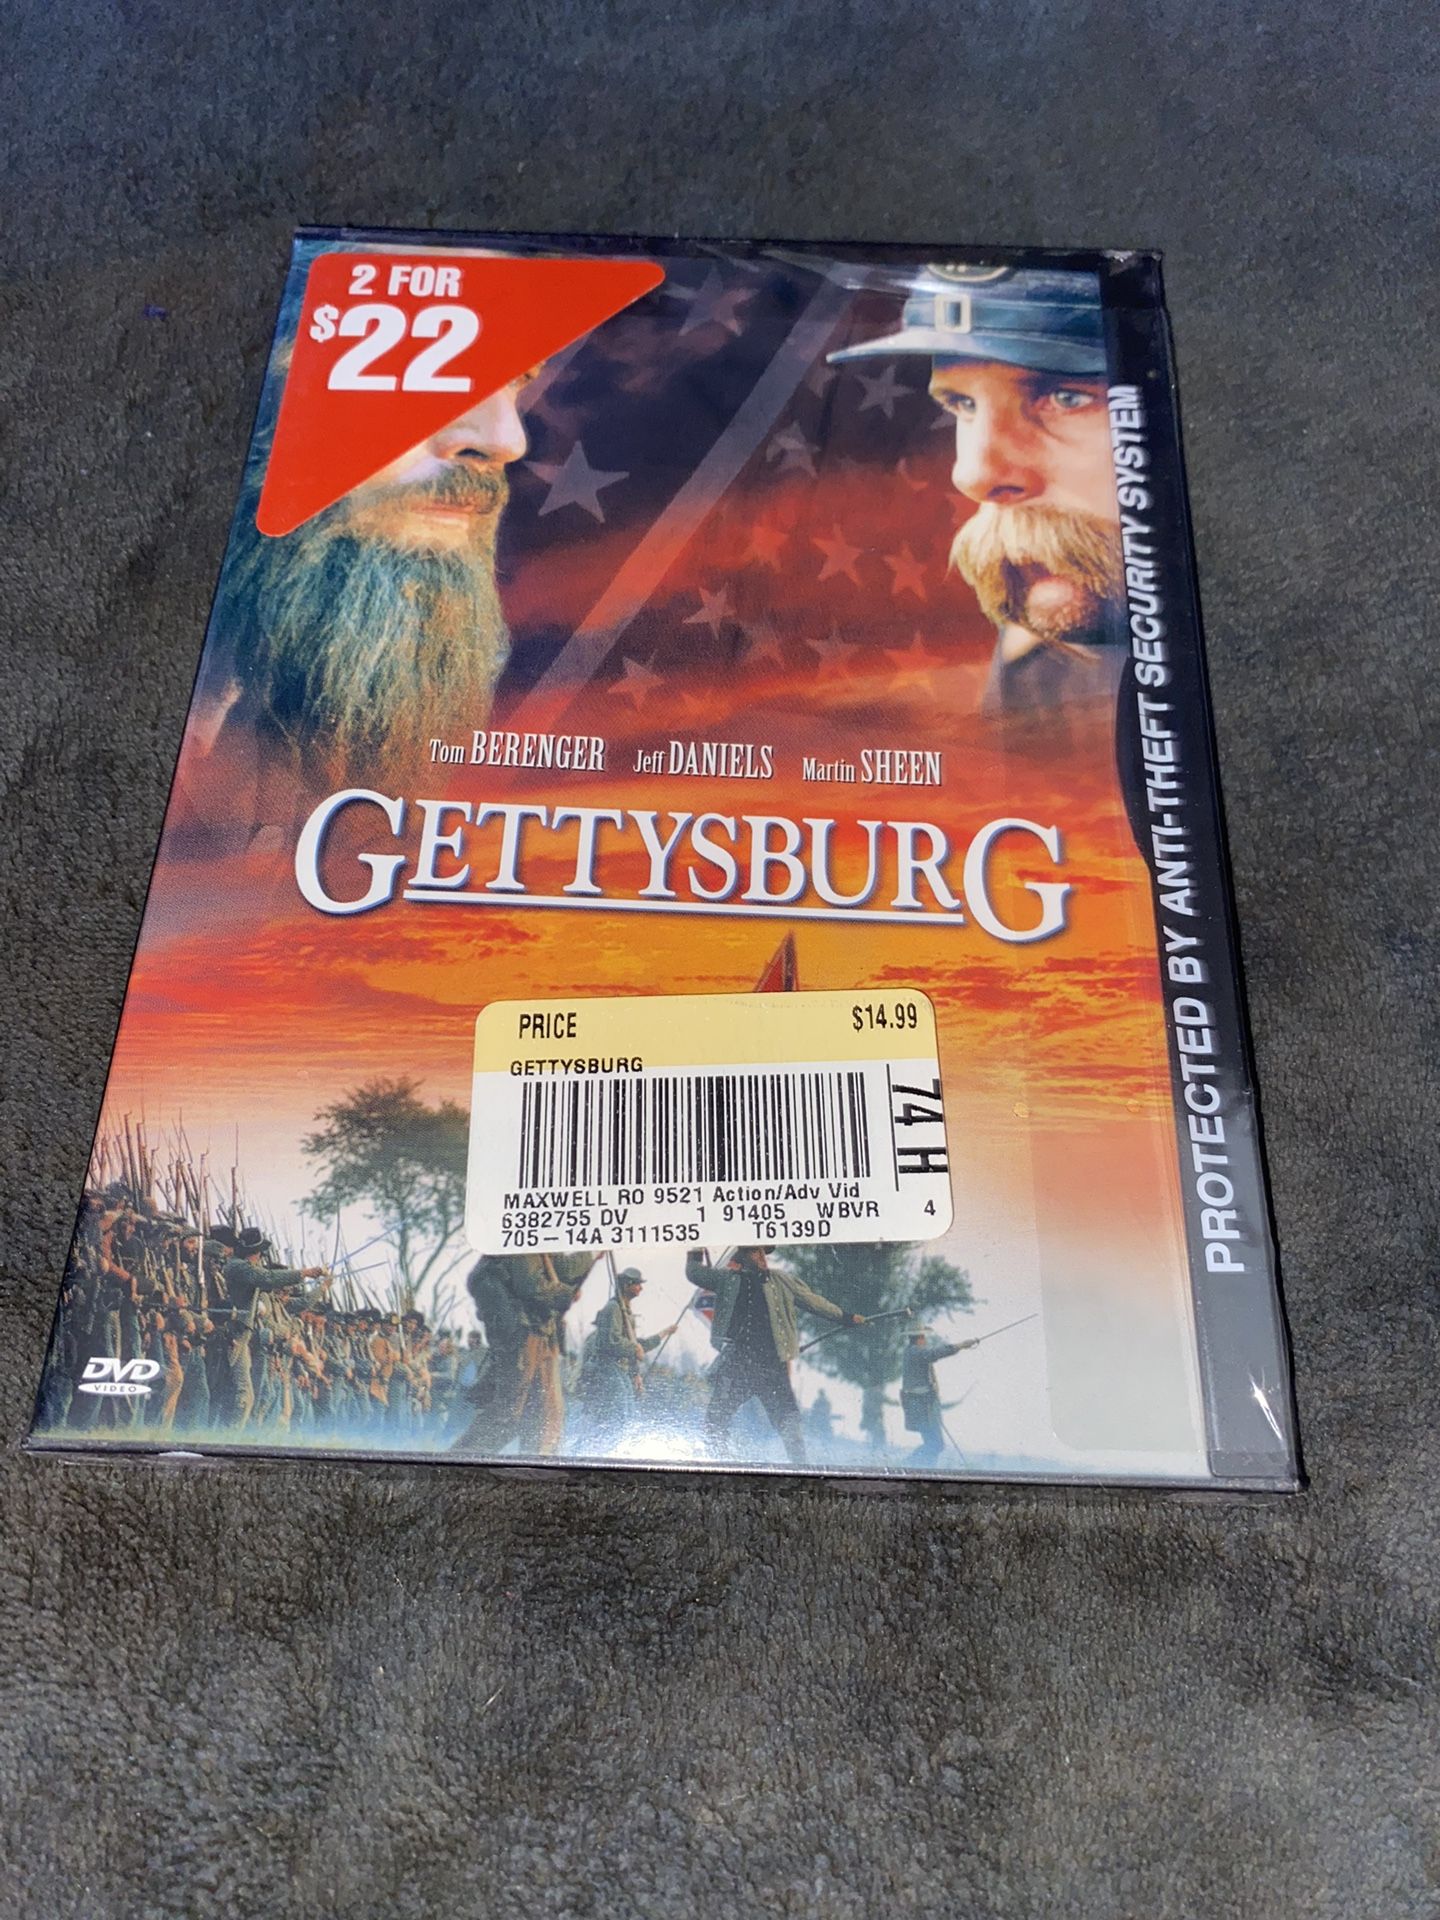 2 FOR
$22
Tom BERENGER Jeff DANIELS Martin SHEEN
GETTYSBURG
PRICE $14.99
GETTYSBURG
74 H
MAXWELL RO 9521 Action/Adv Vid
6382755 DV 1 91405 WBVR 4
705-14A 3111535 T6139D
DVD
VIDEO
PROTECTED BY ANTI-THEFT SECURITY SYSTEM